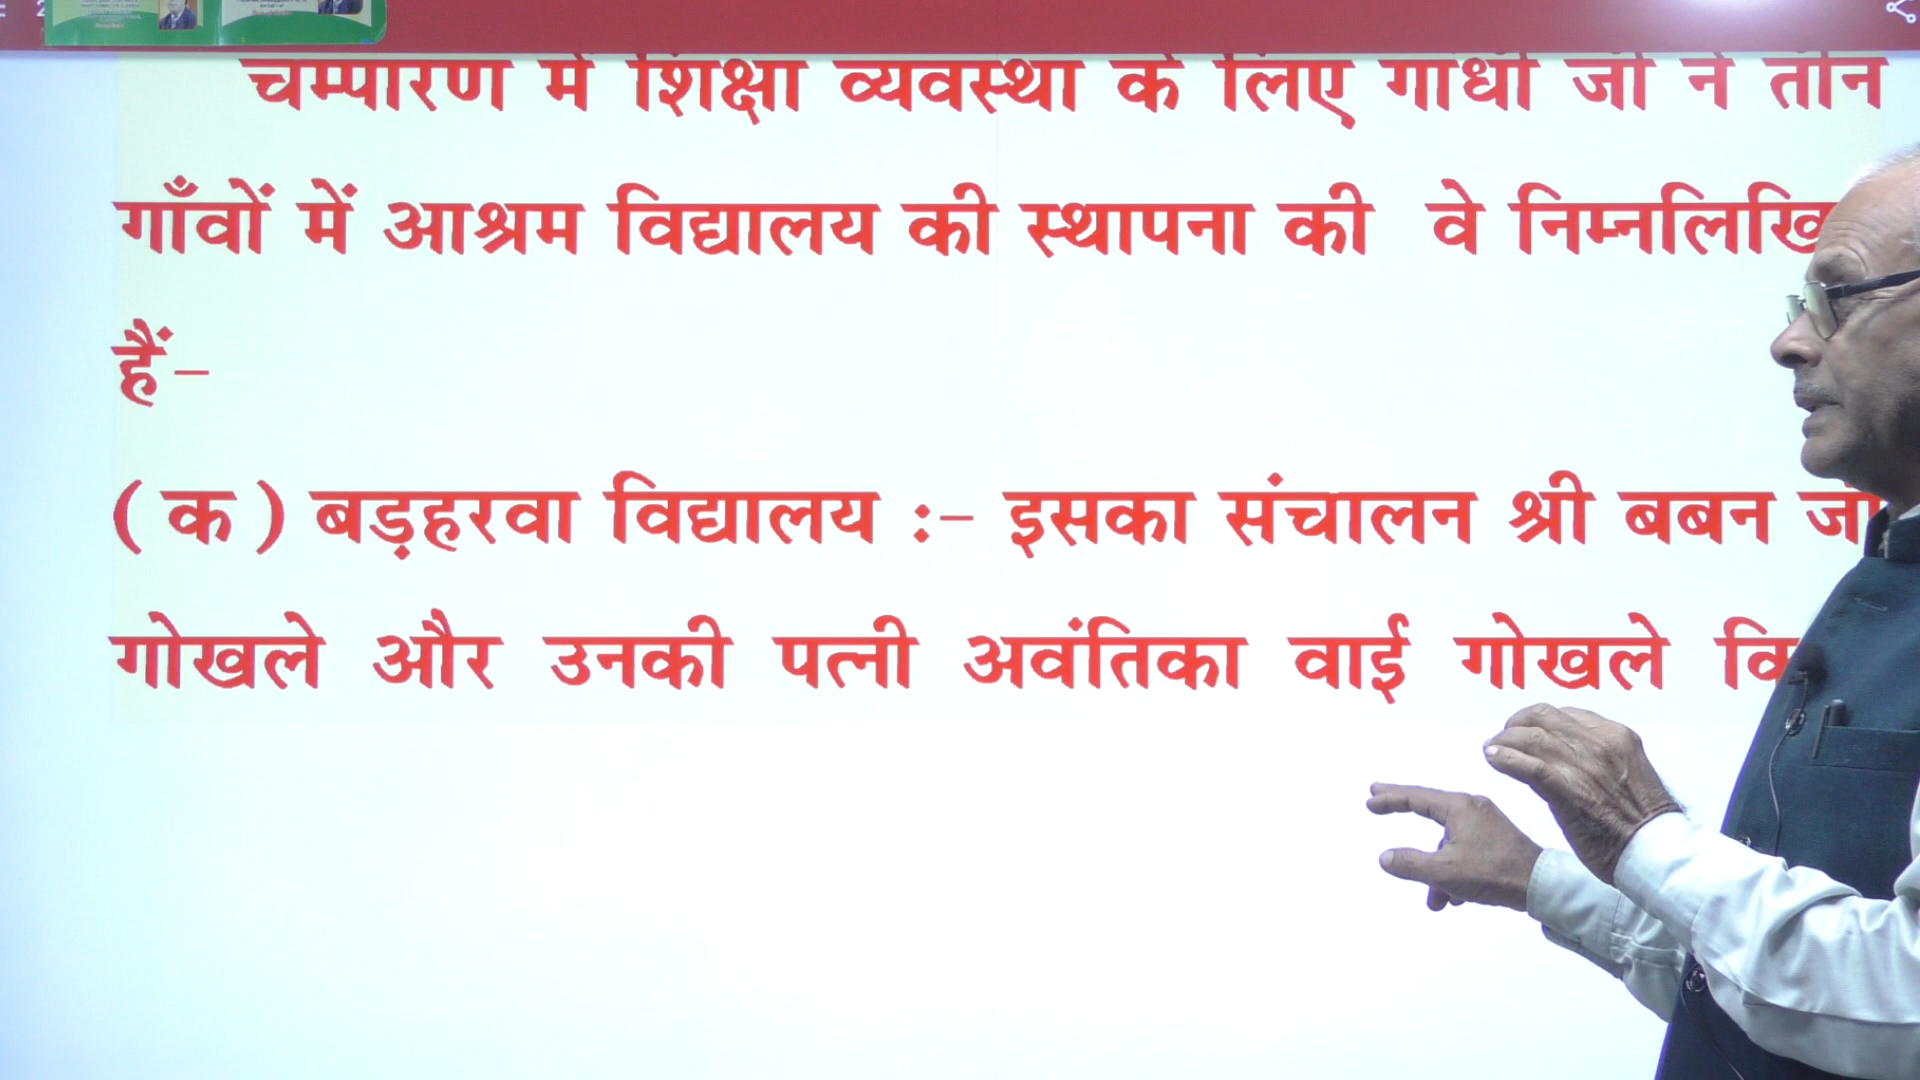 चम्पारण में शिक्षा व्यवस्था के लिए गाँधी जी ने तीन
गाँवों में आश्रम विद्यालय की स्थापना की वे
हैं–
( क ) बड़हरवा विद्यालय :– इसका संचालन श्री बबन
गोखले और उनकी पत्नी अवंतिका वाई गोखले